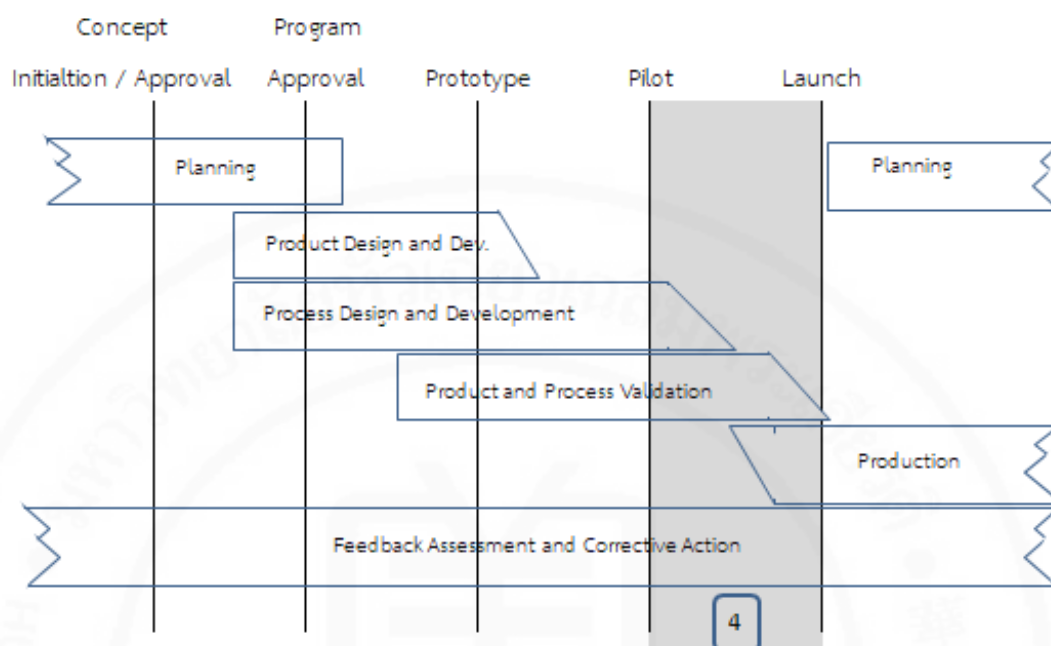 Concept Program
Initialtion / Approval Approval Prototype Pilot Launch
Planning Planning
Product Design and Dev.
Process Design and Development
Product and Process Validation
Production
Feedback Assessment and Corrective Action
4